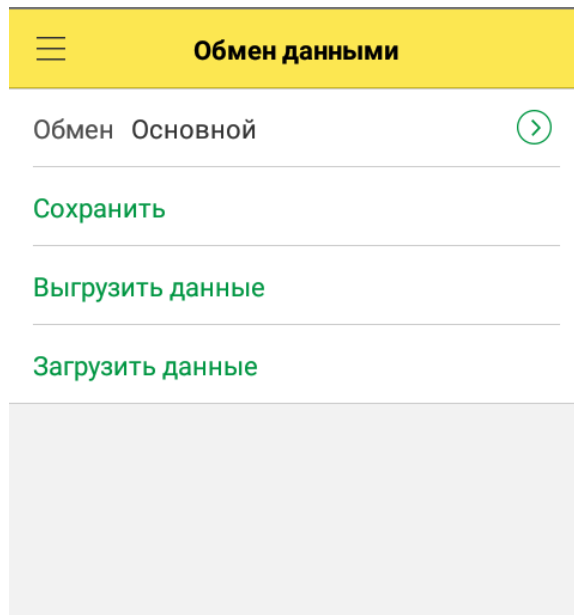 Обмен данными
Обмен Основной
Сохранить
Выгрузить данные
Загрузить данные